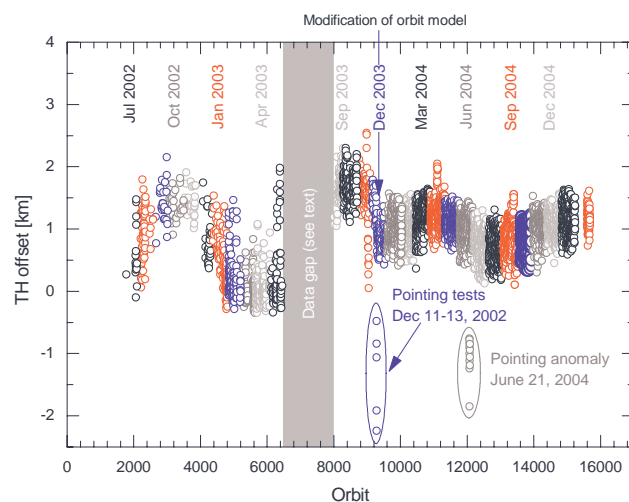 Modification of orbit model
4
3
2
1
0
-1
-2
TH offset [km]
Jul 2002
Oct 2002
Jan 2003
Apr 2003
Sep 2003
Dec 2003
Mar 2004
Jun 2004
Sep 2004
Dec 2004
Data gap (see text)
Pointing tests
Dec 11-13, 2002
Pointing anomaly
June 21, 2004
0 2000 4000 6000 8000 10000 12000 14000 16000
Orbit